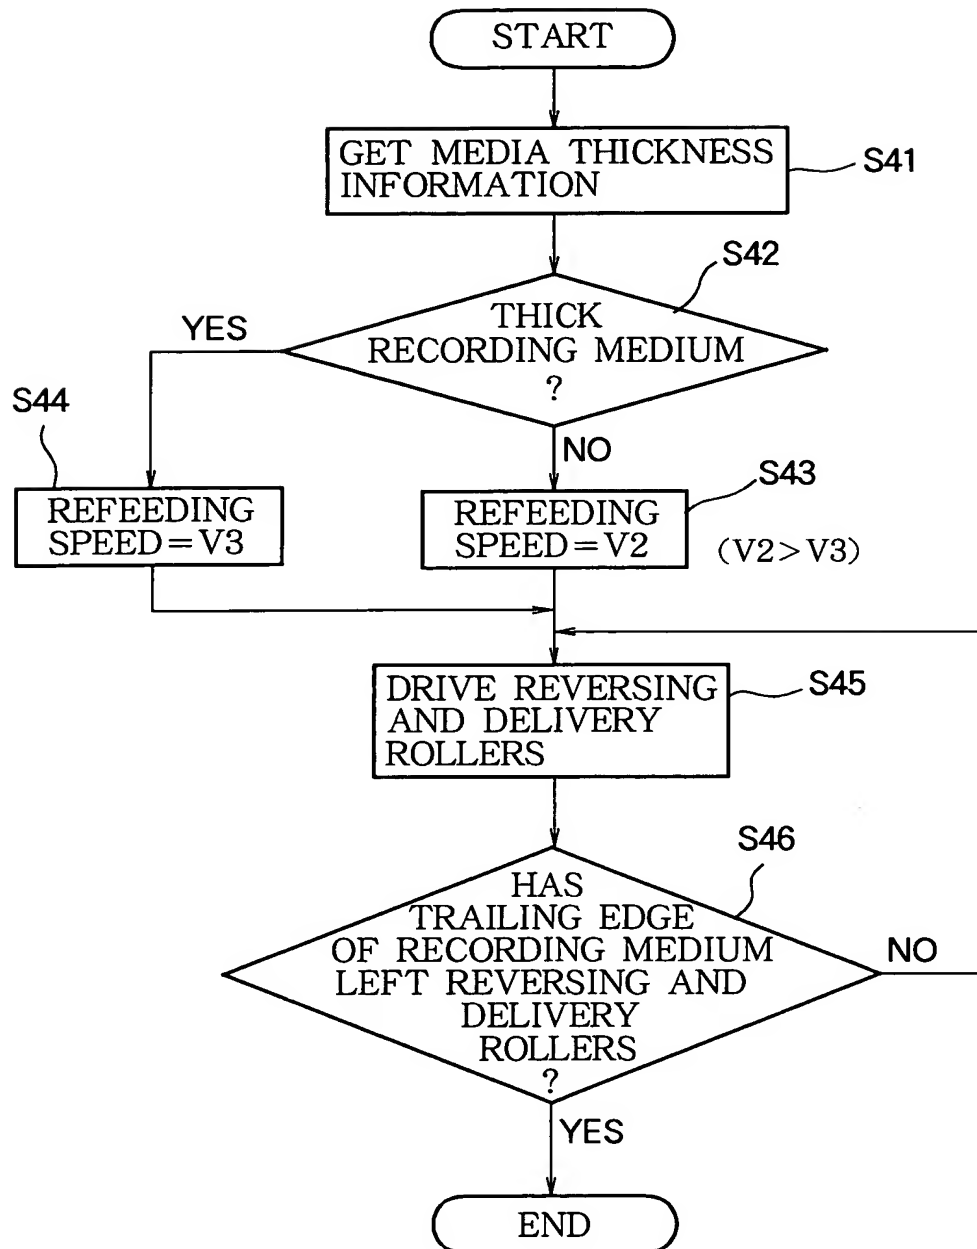 START
GET MEDIA THICKNESS
INFORMATION
S41
S42
THICK
RECORDING MEDIUM
?
YES
NO
S44
REFEEDING
SPEED=V3
S43
REFEEDING
SPEED=V2
(V2>V3)
DRIVE REVERSING
AND DELIVERY
ROLLERS
S45
S46
HAS
TRAILING EDGE
OF RECORDING MEDIUM
LEFT REVERSING AND
DELIVERY
ROLLERS
?
NO
YES
END